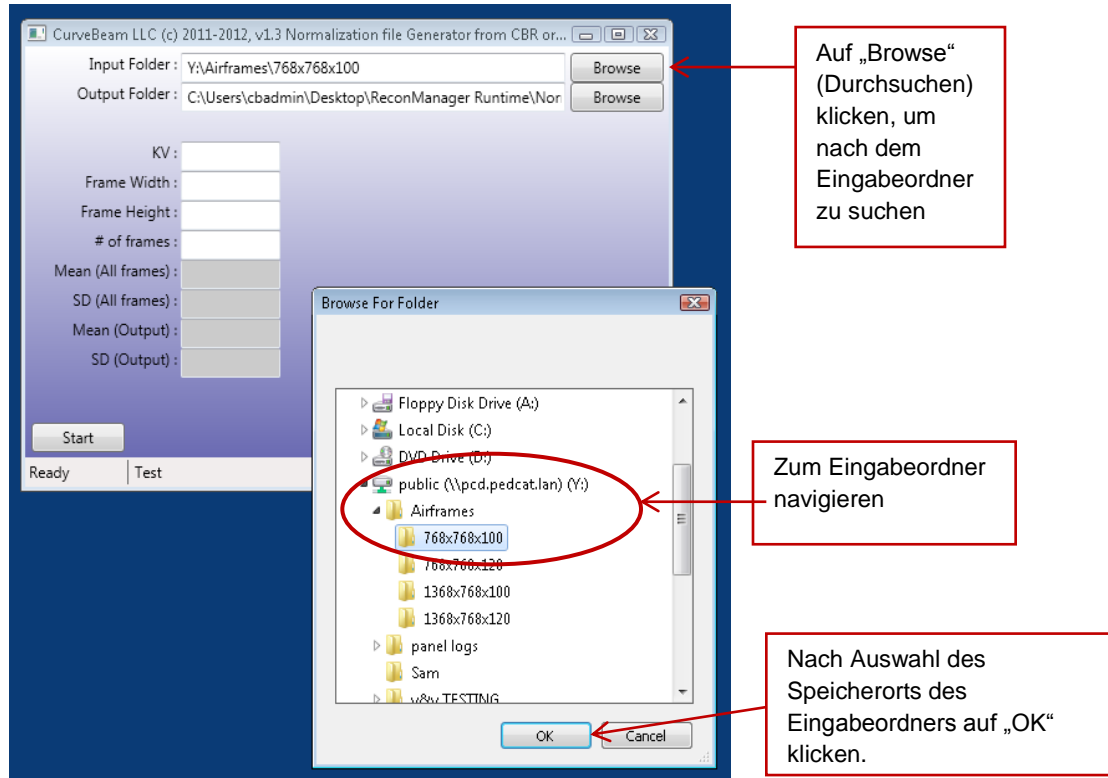 CurveBeam LLC (c) 2011-2012, v1.3 Normalization file Generator from CBR or...
Input Folder : Y:\Airframes\768x768x100 Browse
Output Folder : C:\Users\cbadmin\Desktop\ReconManager Runtime\Nor Browse
KV :
Frame Width :
Frame Height :
# of frames :
Mean (All frames) :
SD (All frames) :
Mean (Output) :
SD (Output) :
Start
Ready Test
Auf „Browse“
(Durchsuchen)
klicken, um
nach dem
Eingabeordner
zu suchen
Browse For Folder
Floppy Disk Drive (A:)
Local Disk (C:)
DVD Drive (D:)
public (\\pcd.pedcat.lan) (Y:)
Airframes
768x768x100
768x768x120
1368x768x100
1368x768x120
panel logs
Sam
v&v TESTING
OK Cancel
Zum Eingabeordner
navigieren
Nach Auswahl des
Speicherorts des
Eingabeordners auf „OK“
klicken.